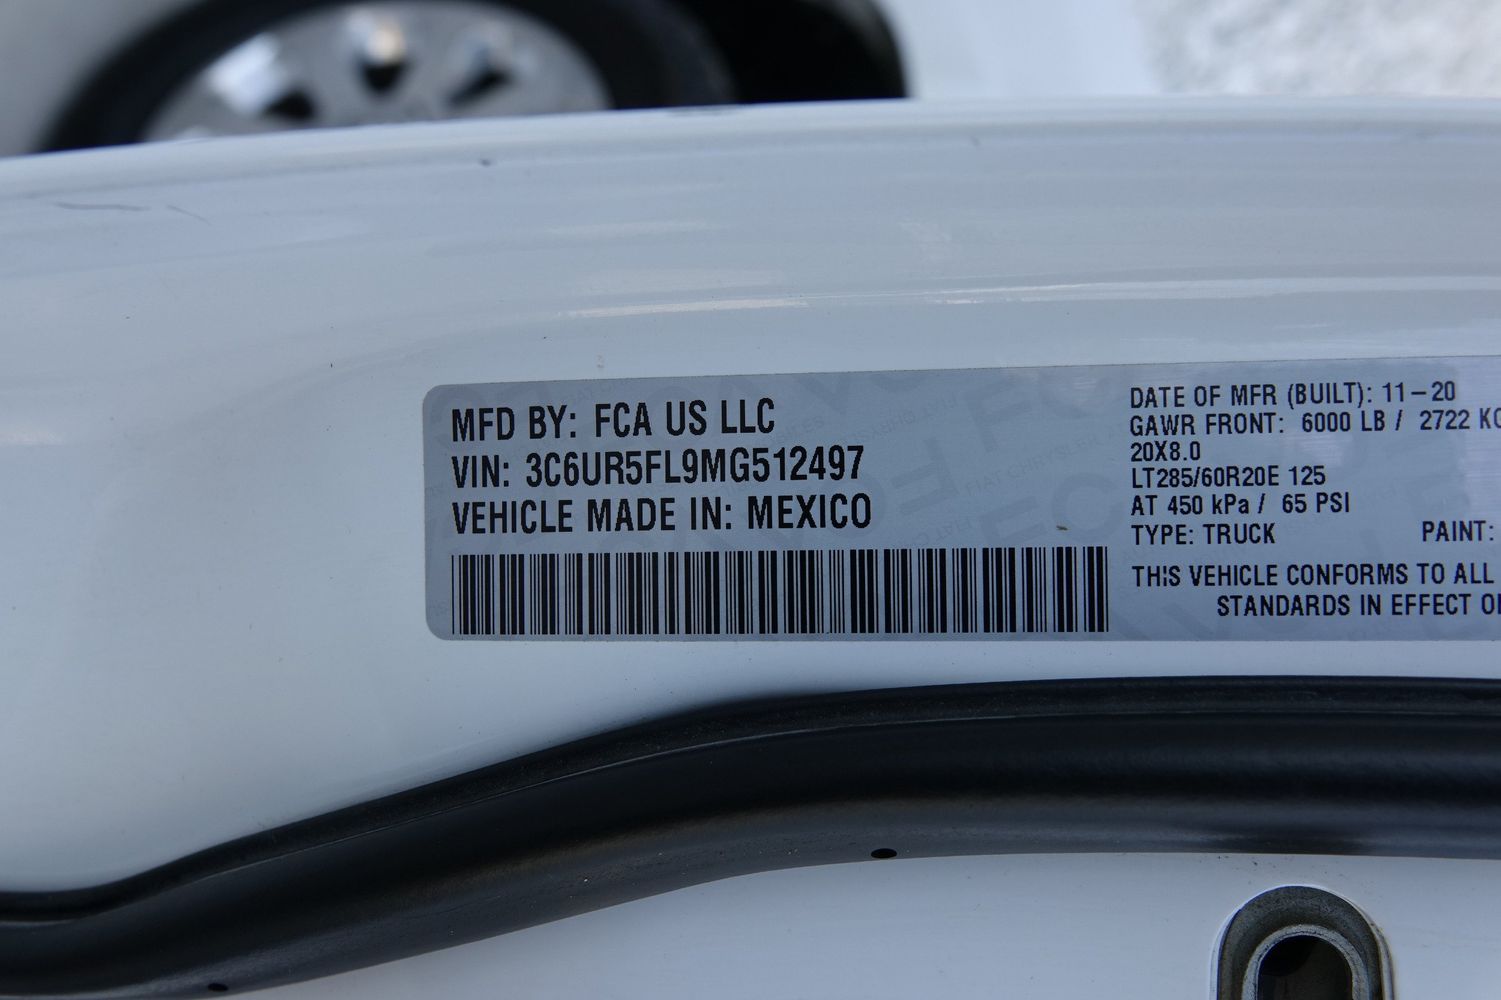 MFD BY: FCA US LLC
VIN: 3C6UR5FL9MG512497
VEHICLE MADE IN: MEXICO
DATE OF MFR (BUILT): 11-20
GAWR FRONT: 6000 LB / 2722 KG
20X8.0
LT285/60R20E 125
AT 450 kPa / 65 PSI
TYPE: TRUCK PAINT:
THIS VEHICLE CONFORMS TO ALL
STANDARDS IN EFFECT